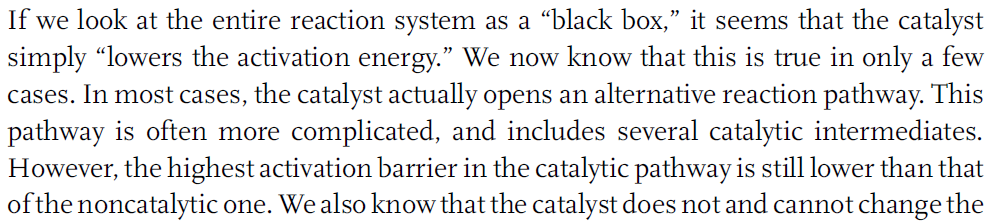 If we look at the entire reaction system as a “black box,” it seems that the catalyst
simply “lowers the activation energy.” We now know that this is true in only a few
cases. In most cases, the catalyst actually opens an alternative reaction pathway. This
pathway is often more complicated, and includes several catalytic intermediates.
However, the highest activation barrier in the catalytic pathway is still lower than that
of the noncatalytic one. We also know that the catalyst does not and cannot change the